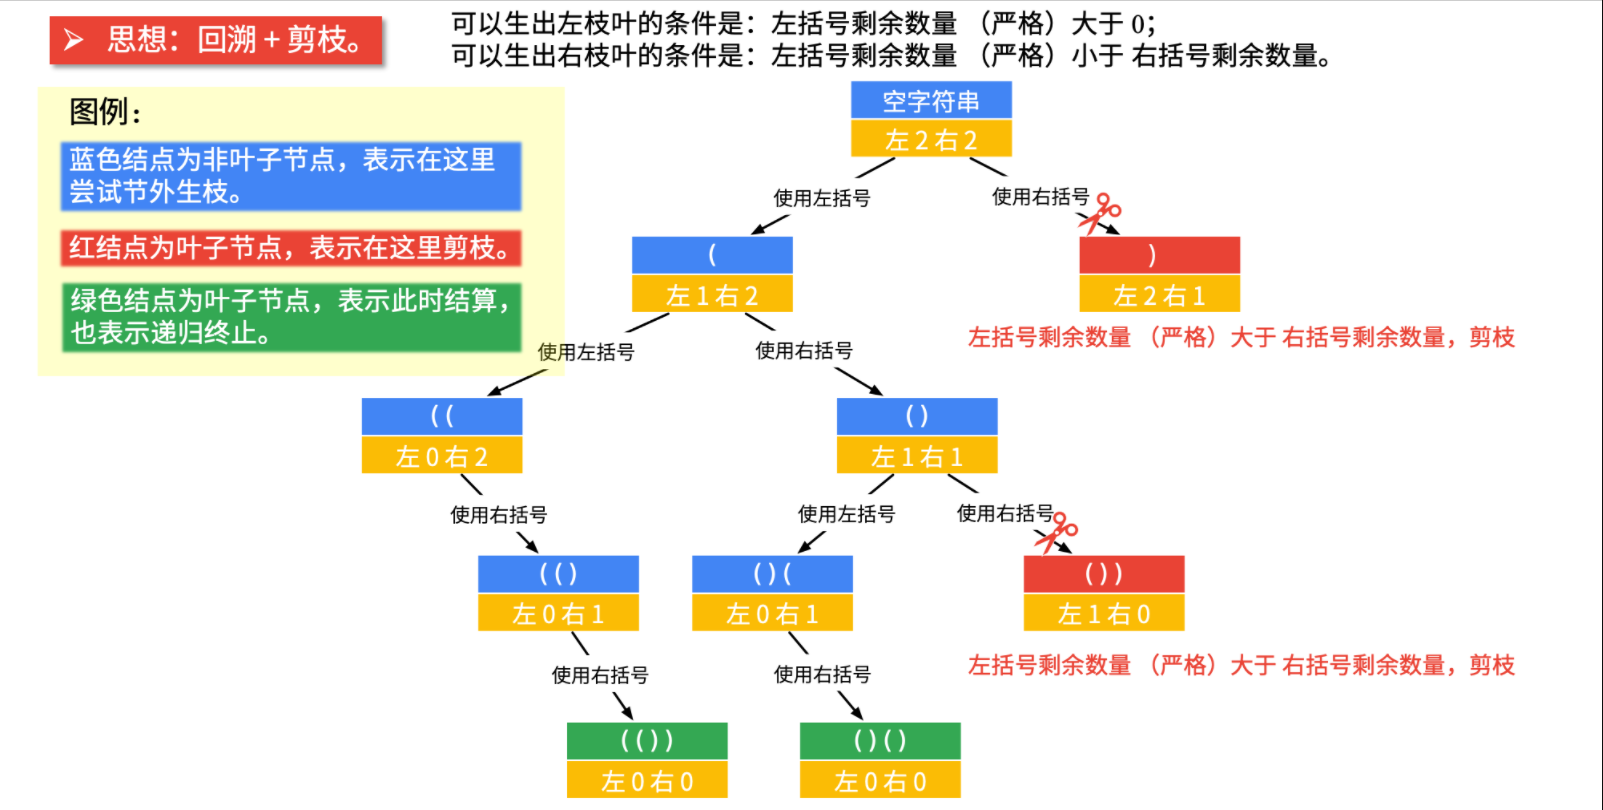 思想：回溯 + 剪枝。
可以生出左枝叶的条件是：左括号剩余数量 （严格）大于 0；
可以生出右枝叶的条件是：左括号剩余数量 （严格）小于 右括号剩余数量。
图例：
蓝色结点为非叶子节点，表示在这里
尝试节外生枝。
红结点为叶子节点，表示在这里剪枝。
绿色结点为叶子节点，表示此时结算，
也表示递归终止。
空字符串
左 2 右 2
使用左括号
使用右括号
(
左 1 右 2
)
左 2 右 1
左括号剩余数量 （严格）大于 右括号剩余数量，剪枝
使用左括号
使用右括号
( (
左 0 右 2
( )
左 1 右 1
使用右括号
使用左括号
使用右括号
( ( )
左 0 右 1
( ) (
左 0 右 1
( ) )
左 1 右 0
左括号剩余数量 （严格）大于 右括号剩余数量，剪枝
使用右括号
使用右括号
( ( ) )
左 0 右 0
( ) ( )
左 0 右 0